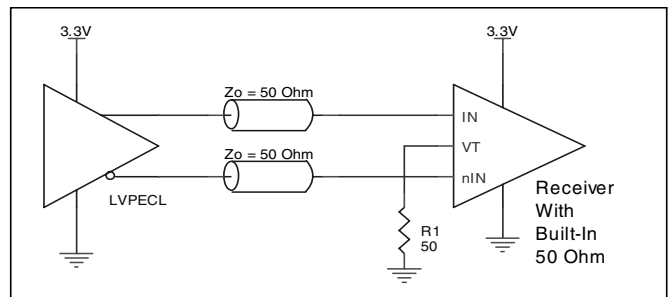 3.3V
3.3V
Zo = 50 Ohm
IN
VT
Zo = 50 Ohm
nIN
LVPECL
Receiver
With
Built-In
50 Ohm
R1
50